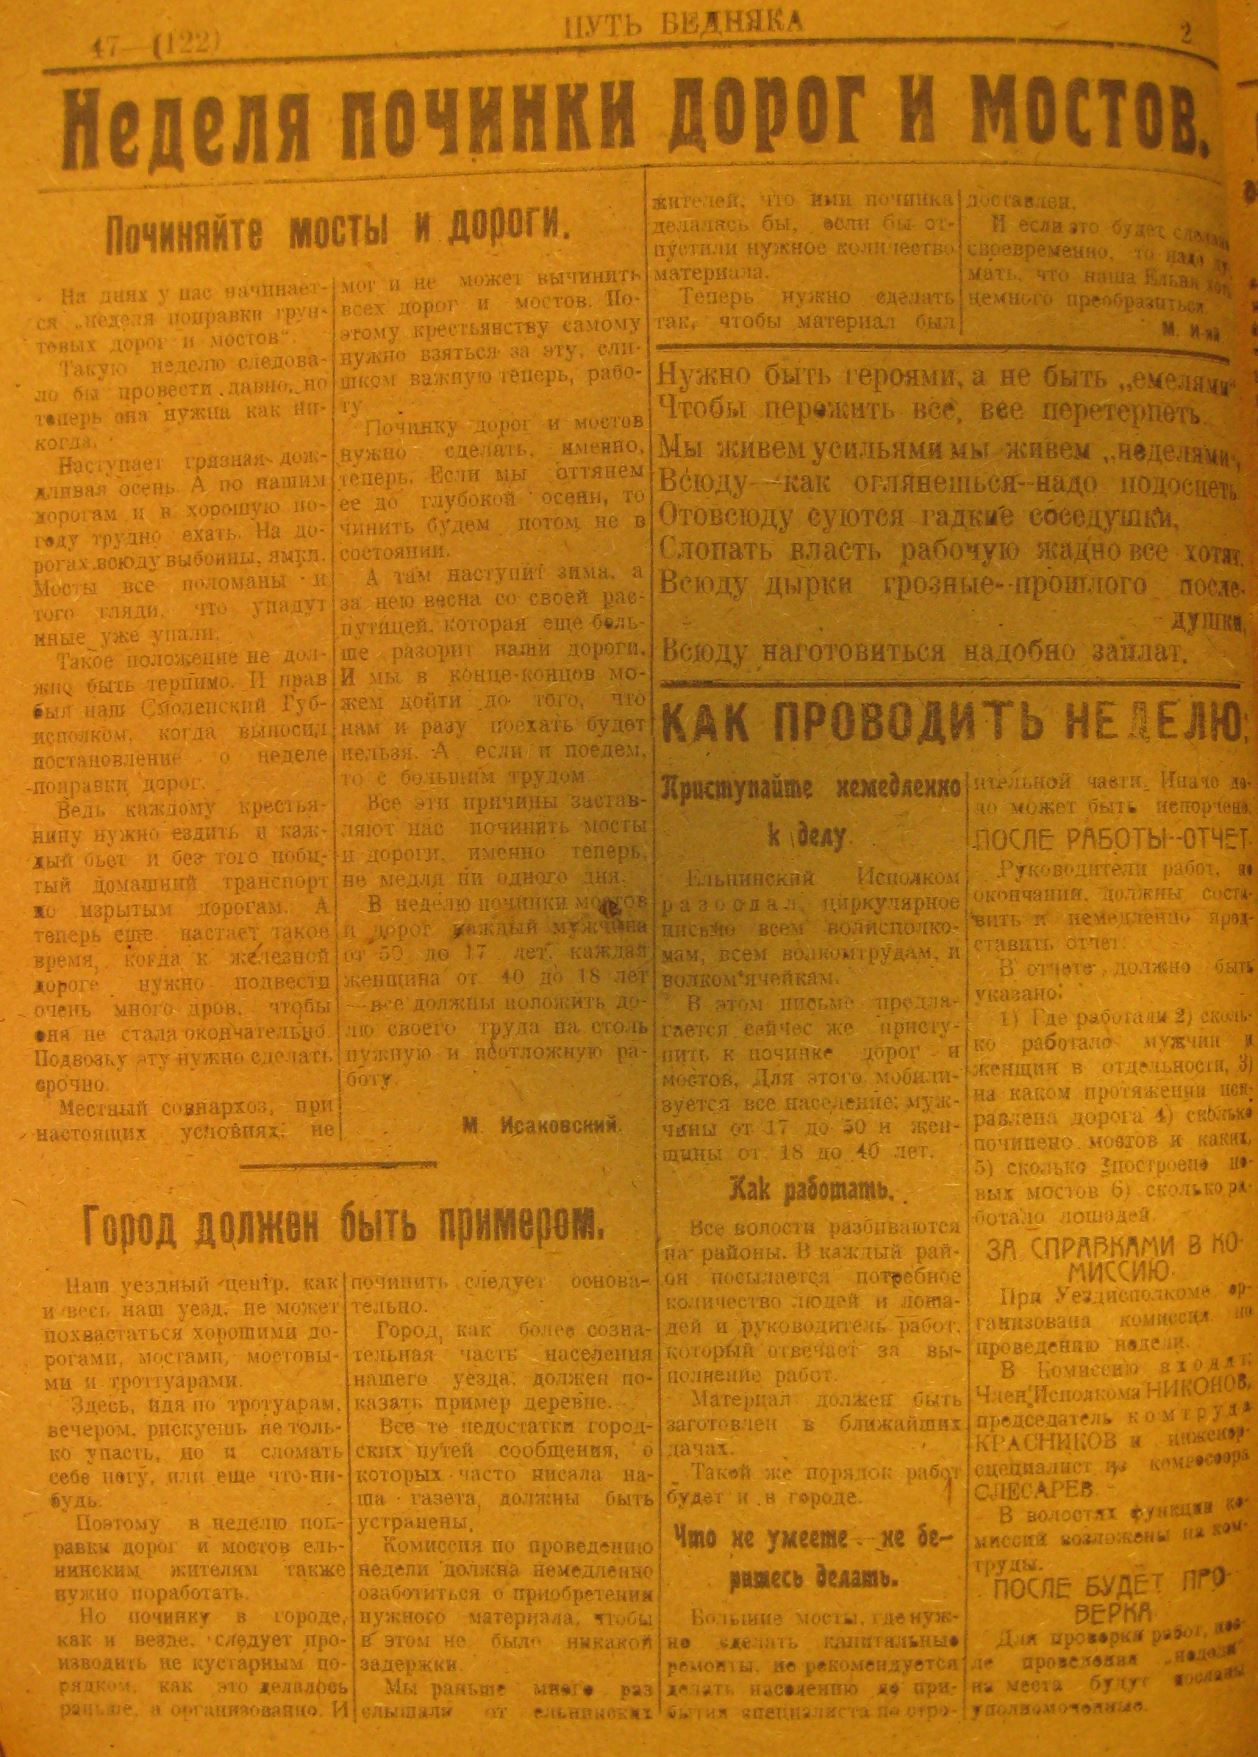 47—(122)
ПУТЬ БЕДНЯКА
2
Неделя починки дорог и мостов.
Починяйте мосты и дороги.
На днях у нас начинает-
ся „неделя поправки грун-
товых дорог и мостов“.
Такую неделю следова-
ло бы провести давно, но
теперь она нужна как ни-
когда.
Наступает грязная дож-
дливая осень. А по нашим
дорогам и в хорошую по-
году трудно ехать. На до-
рогах всюду выбоины, ямки.
Мосты все поломаны и
того гляди, что упадут
иные уже упали.
Такое положение не дол-
жно быть терпимо. И прав
был наш Смоленский Губ-
исполком, когда выносил
постановление о неделе
поправки дорог.
Ведь каждому крестья-
нину нужно ездить и каж-
дый бьет и без того поби-
тый домашний транспорт
по изрытым дорогам. А
теперь еще настает такое
время, когда к железной
дороге нужно подвести
очень много дров, чтобы
она не стала окончательно.
Подвозку эту нужно сделать
срочно.
Местный совнархоз, при
настоящих условиях, не
мог и не может вычинить
всех дорог и мостов. По-
этому крестьянству самому
нужно взяться за эту, сли-
шком важную теперь, рабо-
ту.
Починку дорог и мостов
нужно сделать, именно,
теперь. Если мы оттянем
ее до глубокой осени, то
чинить будем потом не в
состоянии.
А там наступит зима, а
за нею весна со своей рас-
путицей, которая еще боль-
ше разорит наши дороги.
И мы в конце-концов мо-
жем дойти до того, что
нам и разу поехать будет
нельзя. А если и поедем,
то с большим трудом.
Все эти причины застав-
ляют нас починить мосты
и дороги, именно теперь,
не медля ни одного дня.
В неделю починки мостов
и дорог каждый мужчина
от 50 до 17 лет, каждая
женщина от 40 до 18 лет
—все должны положить до-
лю своего труда на столь
нужную и неотложную ра-
боту.
М. Исаковский.
Город должен быть примером.
Наш уездный центр, как
и весь наш уезд, не может
похвастаться хорошими до-
рогами, мостами, мостовы-
ми и троттуарами.
Здесь, идя по тротуарам,
вечером, рискуешь не толь-
ко упасть, но и сломать
себе ногу, или еще что-ни-
будь.
Поэтому в неделю поп-
равки дорог и мостов ель-
нинским жителям также
нужно поработать.
Но починку в городе,
как и везде, следует про-
изводить не кустарным по-
рядком, как это делалось
раньше, а организованно. И
починить следует основа-
тельно.
Город, как более созна-
тельная часть населения
нашего уезда, должен по-
казать пример деревне.
Все те недостатки город-
ских путей сообщения, о
которых часто писала на-
ша газета, должны быть
устранены.
Комиссия по проведению
недели должна немедленно
озаботиться о приобретении
нужного материала, чтобы
в этом не было никакой
задержки.
Мы раньше много раз
слышали от ельнинских
жителей, что ими починка
делалась бы, если бы от-
пустили нужное количество
материала.
Теперь нужно сделать
так, чтобы материал был
доставлен.
И если это будет сделано
своевременно, то надо ду-
мать, что наша Ельня хоть
немного преобразиться
М. И-ий
Нужно быть героями, а не быть „емелями“
Чтобы пережить все, все перетерпеть.
Мы живем усильями мы живем „неделями“,
Всюду—как оглянешься—надо подоспеть
Отовсюду суются гадкие соседушки,
Слопать власть рабочую жадно все хотят,
Всюду дырки грозные--прошлого после-
душки,
Всюду наготовиться надобно заплат.
КАК ПРОВОДИТЬ НЕДЕЛЮ,
Приступайте немедленно
к делу.
Ельнинский Исполком
разослал циркулярное
письмо всем волисполко-
мам, всем волкомтрудам, и
волком'ячейкам.
В этом письме предла-
гается сейчес же присту-
пить к починке дорог и
мостов. Для этого мобили-
зуется все население: муж-
чины от 17 до 50 и жен-
щины от 18 до 40 лет.
Как работать.
Все волости разбиваются
на районы. В каждый рай-
он посылается потребное
количество людей и лоша-
дей и руководитель работ,
который отвечает за вы-
полнение работ.
Материал должен быть
заготовлен в ближайших
дачах.
Такой же порядок работ
будет и в городе.
Что не умеете—не бе-
ритесь делать.
Большие мосты, где нуж-
но сделать капитальные
ремонты, не рекомендуется
делать населению до при-
бытия специалиста по стро-
ительной части. Иначе де-
ло может быть испорчено.
ПОСЛЕ РАБОТЫ--ОТЧЕТ
Руководители работ, по
окончании, должны соста-
вить и немедленно пред-
ставить отчет.
В отчете должно быть
указано:
1) Где работали 2) сколь-
ко работало мужчин и
женщин в отдельности, 3)
на каком протяжении исп-
равлена дорога 4) сколько
починено мостов и каких,
5) сколько построено но-
вых мостов 6) сколько ра-
ботало лошадей.
ЗА СПРАВКАМИ В КО-
МИССИЮ.
При Уездисполкоме ор-
ганизована комиссия по
проведению недели.
В Комиссию входят:
Член Исполкома НИКОНОВ,
председатель комтруда
КРАСНИКОВ и инженер-
специалист из
СЛЕСАРЕВ
В волостях функции ко-
миссий возложены на ком-
труды.
ПОСЛЕ БУДЕТ ПРО-
ВЕРКА
Для проверки работ, пос-
ле проведения „недели“
на места будут посланы
уполномоченные.